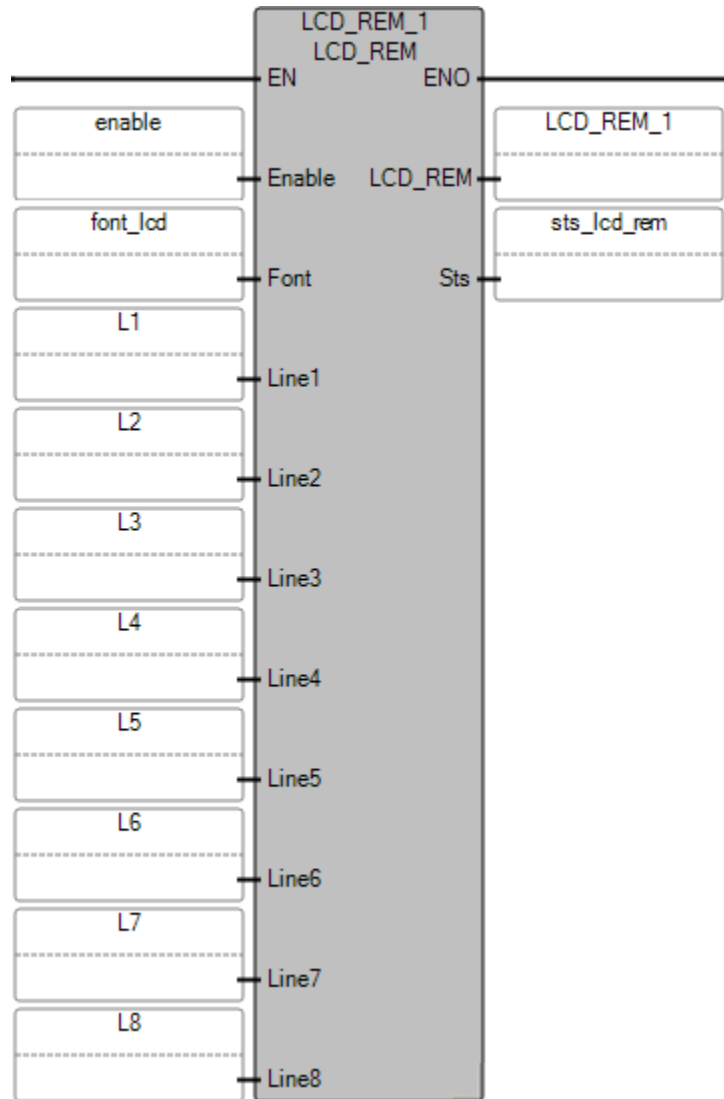 LCD_REM_1
LCD_REM
EN ENO
enable LCD_REM_1
Enable LCD_REM
font_lcd sts_lcd_rem
Font Sts
L1
Line1
L2
Line2
L3
Line3
L4
Line4
L5
Line5
L6
Line6
L7
Line7
L8
Line8